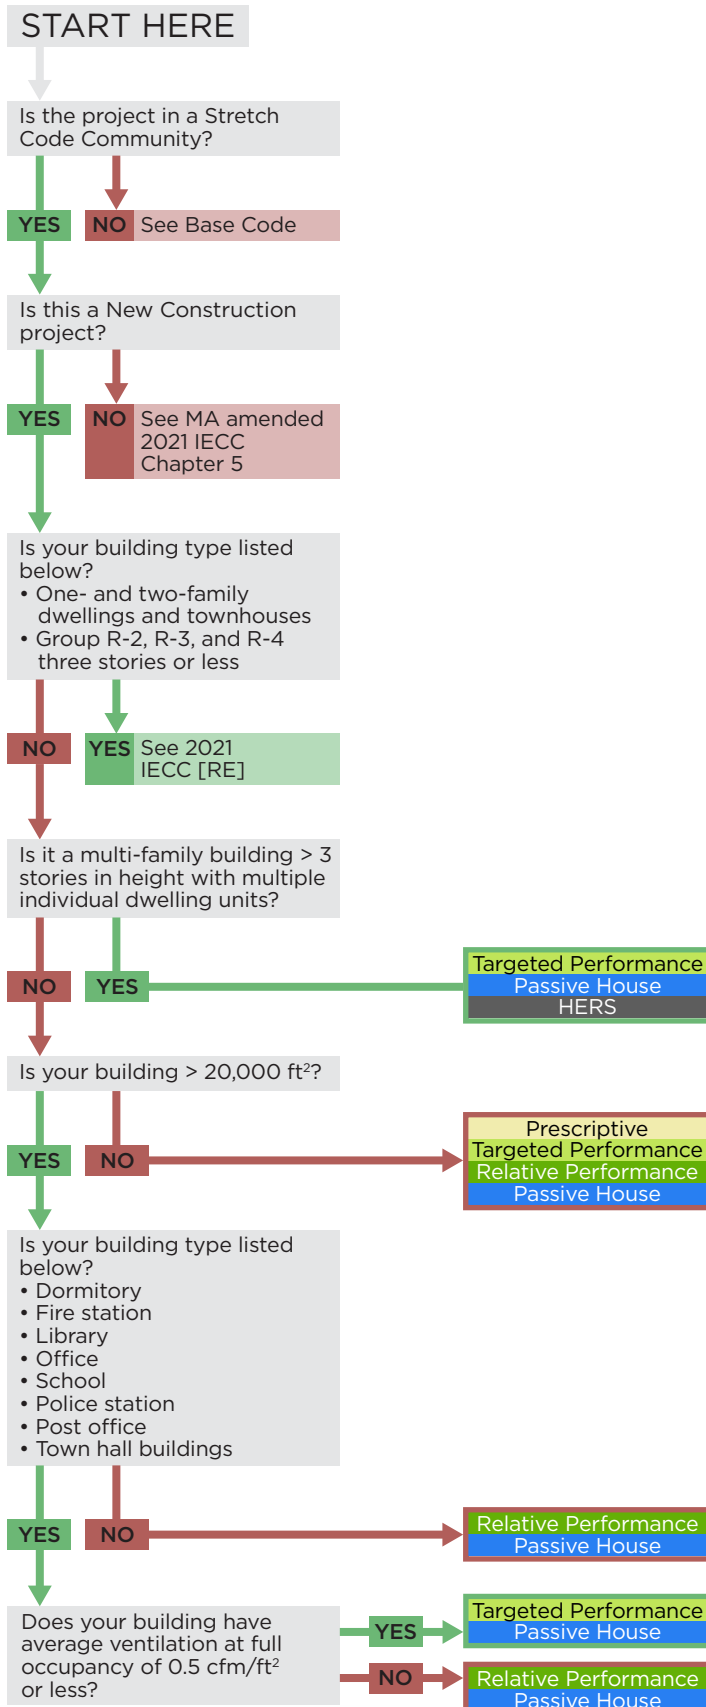 START HERE
Is the project in a Stretch
Code Community?
YES
NO See Base Code
Is this a New Construction
project?
YES
NO See MA amended
2021 IECC
Chapter 5
Is your building type listed
below?
• One- and two-family
dwellings and townhouses
• Group R-2, R-3, and R-4
three stories or less
NO
YES See 2021
IECC [RE]
Is it a multi-family building > 3
stories in height with multiple
individual dwelling units?
NO
YES
Targeted Performance
Passive House
HERS
Is your building > 20,000 ft²?
YES
NO
Prescriptive
Targeted Performance
Relative Performance
Passive House
Is your building type listed
below?
• Dormitory
• Fire station
• Library
• Office
• School
• Police station
• Post office
• Town hall buildings
YES
NO
Relative Performance
Passive House
Does your building have
average ventilation at full
occupancy of 0.5 cfm/ft²
or less?
YES
Targeted Performance
Passive House
NO
Relative Performance
Passive House